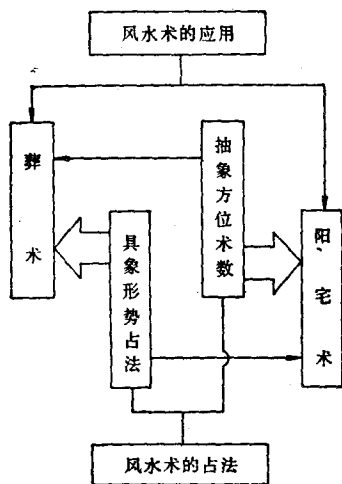 风水术的应用
葬术
抽象方位术数
具象形势占法
阳宅术
风水术的占法